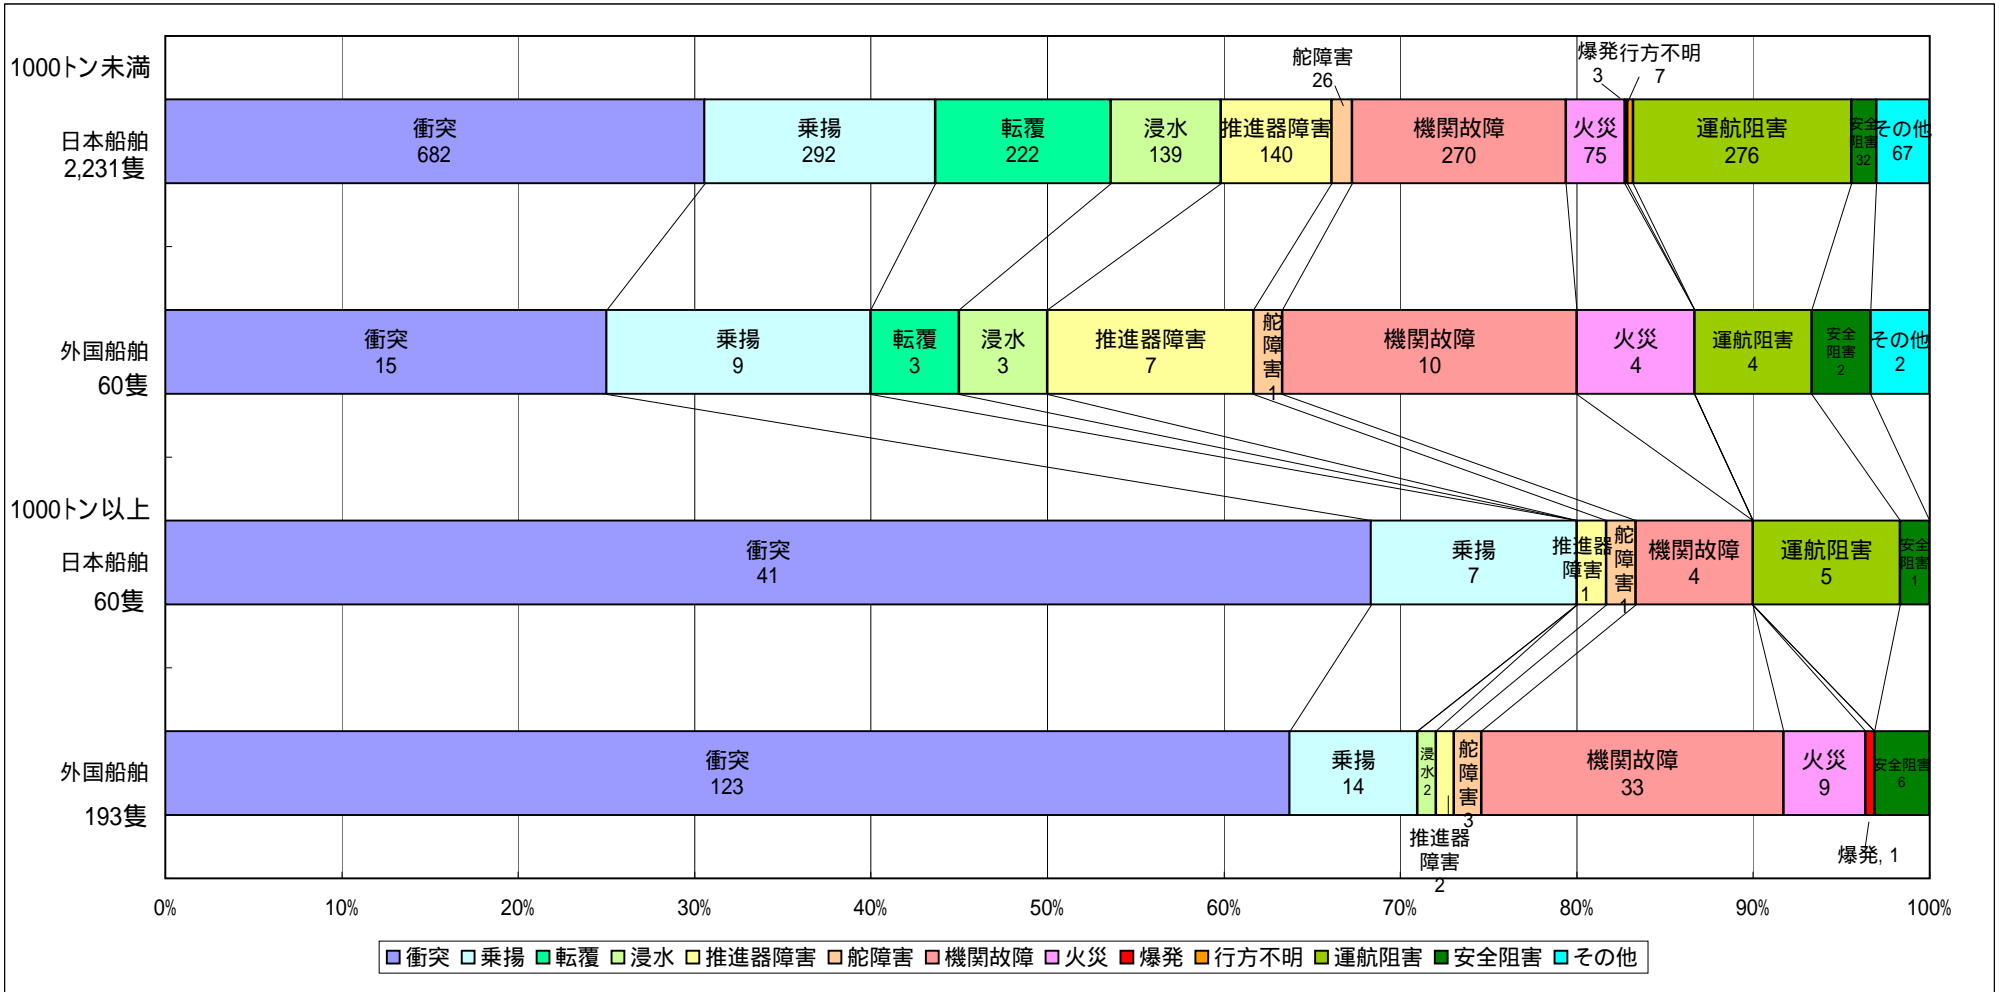 1000トン未満
舵障害
26
爆発
3
行方不明
7
日本船舶
2,231隻
衝突
682
乗揚
292
転覆
222
浸水
139
推進器障害
140
機関故障
270
火災
75
運航阻害
276
安全
阻害
32
その他
67
外国船舶
60隻
衝突
15
乗揚
9
転覆
3
浸水
3
推進器障害
7
舵
障
害
1
機関故障
10
火災
4
運航阻害
4
安全
阻害
2
その他
2
1000トン以上
日本船舶
60隻
衝突
41
乗揚
7
推進器
障害
1
舵
障
害
1
機関故障
4
運航阻害
5
安全
阻害
1
外国船舶
193隻
衝突
123
乗揚
14
浸
水
2
推進器
障害
2
舵
障
害
3
機関故障
33
火災
9
爆発, 1
安全阻害
6
0% 10% 20% 30% 40% 50% 60% 70% 80% 90% 100%
衝突 乗揚 転覆 浸水 推進器障害 舵障害 機関故障 火災 爆発 行方不明 運航阻害 安全阻害 その他